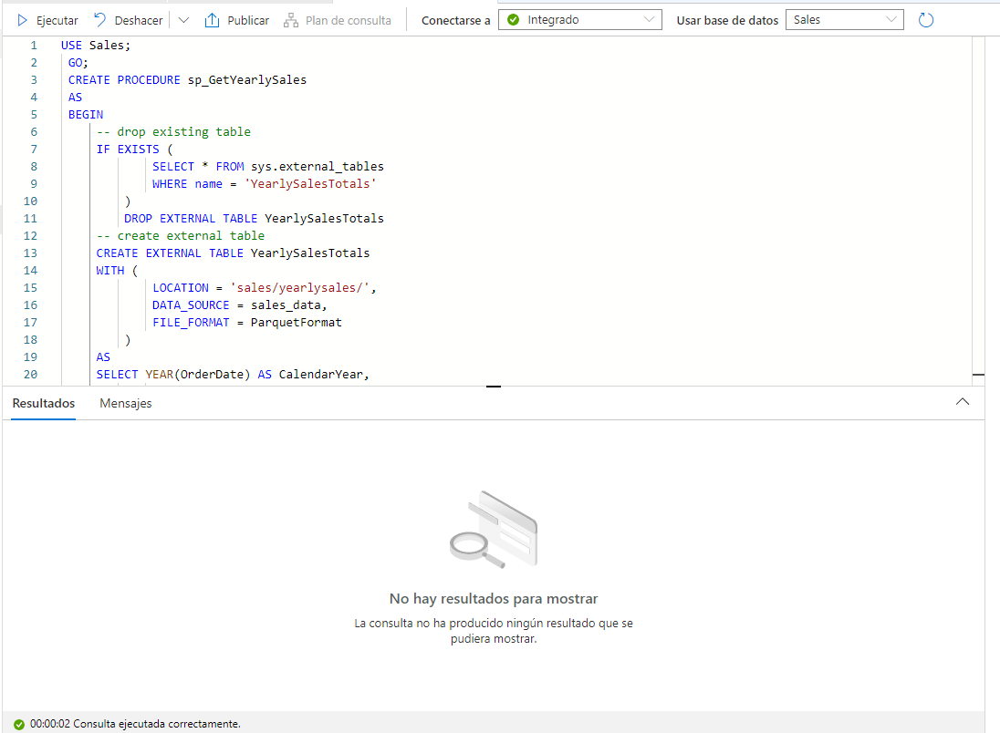 Ejecutar Deshacer Publicar Plan de consulta Conectarse a Integrado Usar base de datos Sales
1 USE Sales;
2 GO;
3 CREATE PROCEDURE sp_GetYearlySales
4 AS
5 BEGIN
6 -- drop existing table
7 IF EXISTS (
8 SELECT * FROM sys.external_tables
9 WHERE name = 'YearlySalesTotals'
10 )
11 DROP EXTERNAL TABLE YearlySalesTotals
12 -- create external table
13 CREATE EXTERNAL TABLE YearlySalesTotals
14 WITH (
15 LOCATION = 'sales/yearlysales/',
16 DATA_SOURCE = sales_data,
17 FILE_FORMAT = ParquetFormat
18 )
19 AS
20 SELECT YEAR(OrderDate) AS CalendarYear,
Resultados Mensajes
No hay resultados para mostrar
La consulta no ha producido ningún resultado que se
pudiera mostrar.
00:00:02 Consulta ejecutada correctamente.